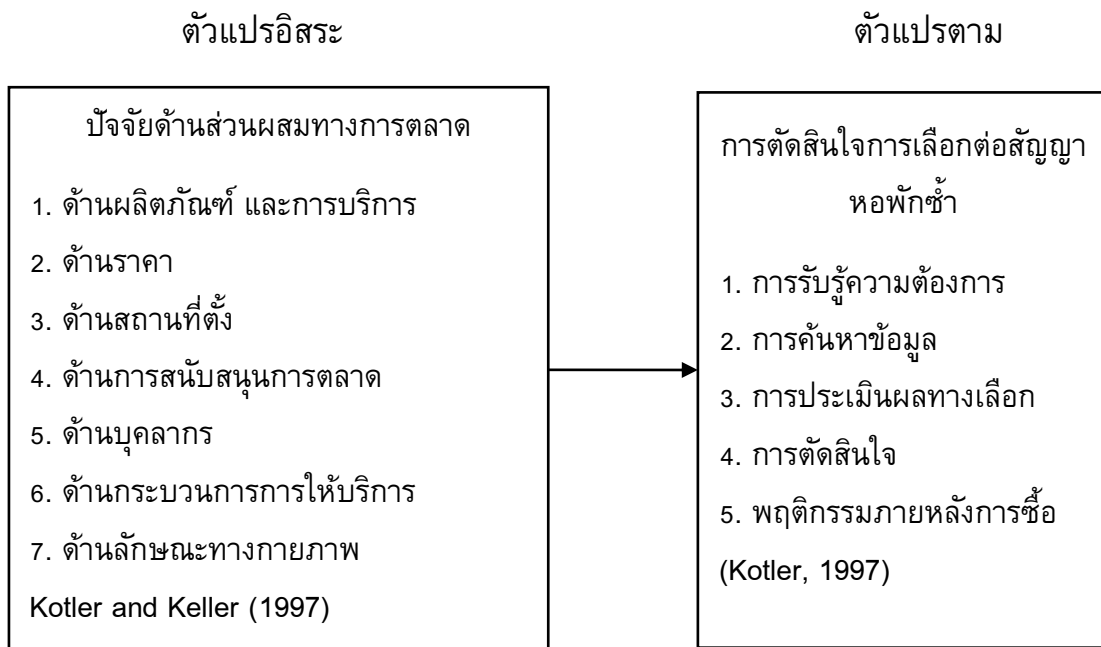 ตัวแปรอิสระ
ตัวแปรตาม
ปัจจัยด้านส่วนผสมทางการตลาด
1. ด้านผลิตภัณฑ์ และการบริการ
2. ด้านราคา
3. ด้านสถานที่ตั้ง
4. ด้านการสนับสนุนการตลาด
5. ด้านบุคลากร
6. ด้านกระบวนการการให้บริการ
7. ด้านลักษณะทางกายภาพ
Kotler and Keller (1997)
การตัดสินใจการเลือกต่อสัญญา
หอพักซ้ำ
1. การรับรู้ความต้องการ
2. การค้นหาข้อมูล
3. การประเมินผลทางเลือก
4. การตัดสินใจ
5. พฤติกรรมภายหลังการซื้อ
(Kotler, 1997)